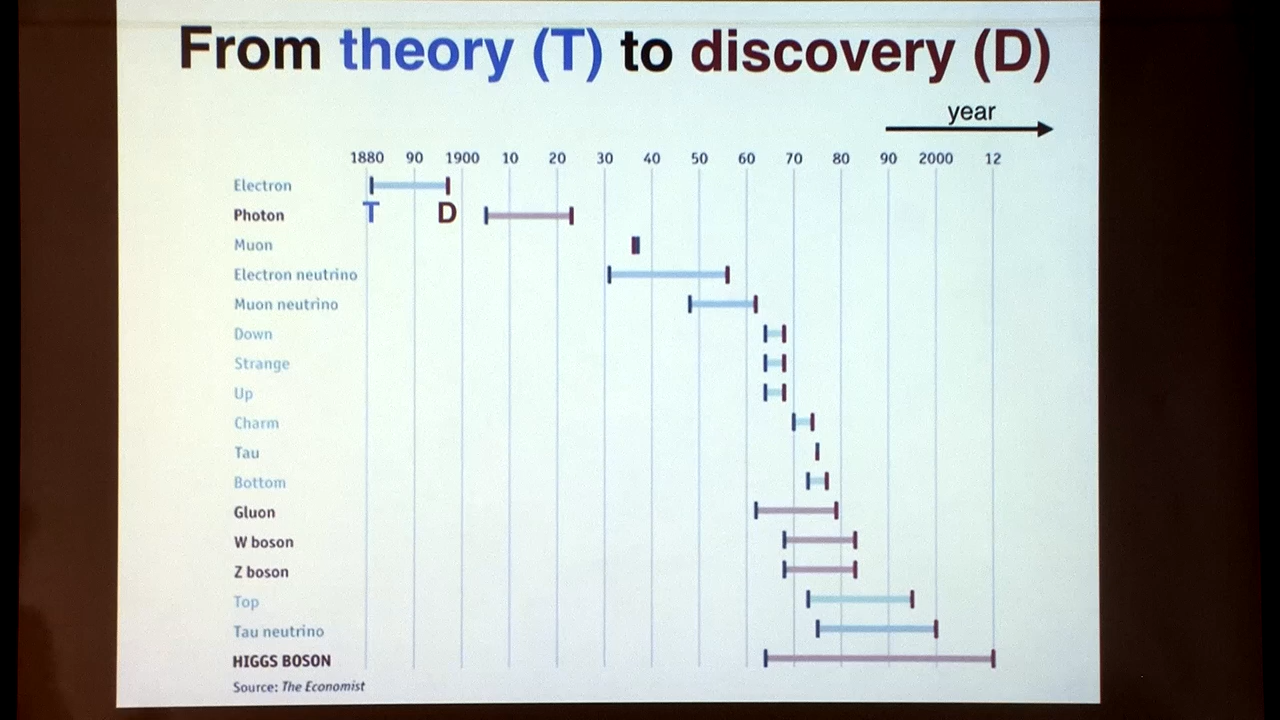 From theory (T) to discovery (D)
year
1880 90 1900 10 20 30 40 50 60 70 80 90 2000 12
Electron
Photon T D
Muon
Electron neutrino
Muon neutrino
Down
Strange
Up
Charm
Tau
Bottom
Gluon
W boson
Z boson
Top
Tau neutrino
HIGGS BOSON
Source: The Economist